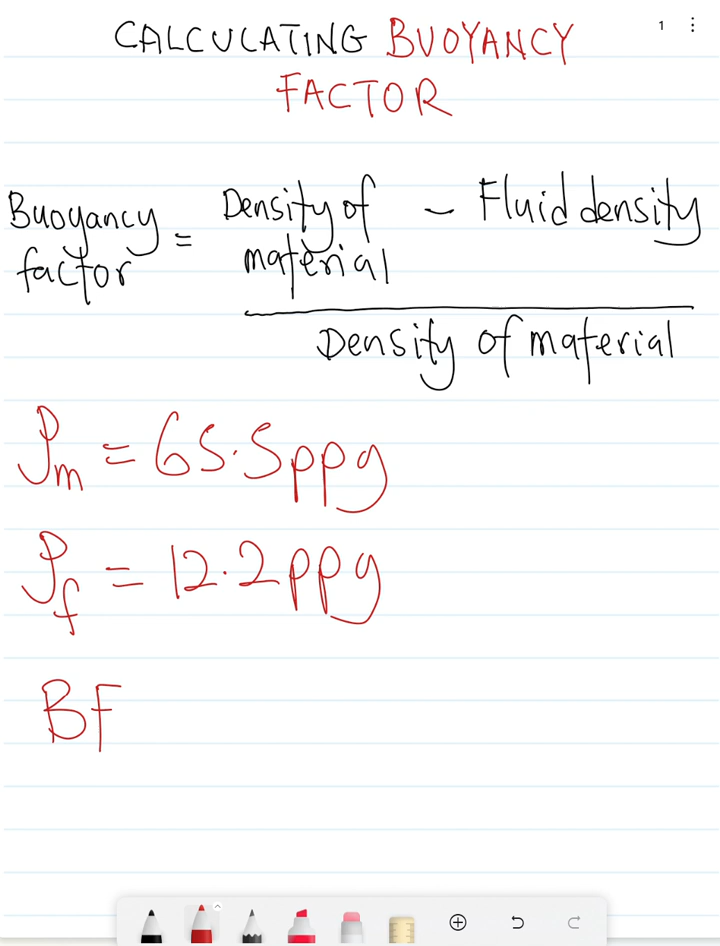 1
CALCULATING BUOYANCY
FACTOR
Buoyancy factor = Density of material - Fluid density
Density of material
ρm = 65.5ppg
ρf = 12.2ppg
BF